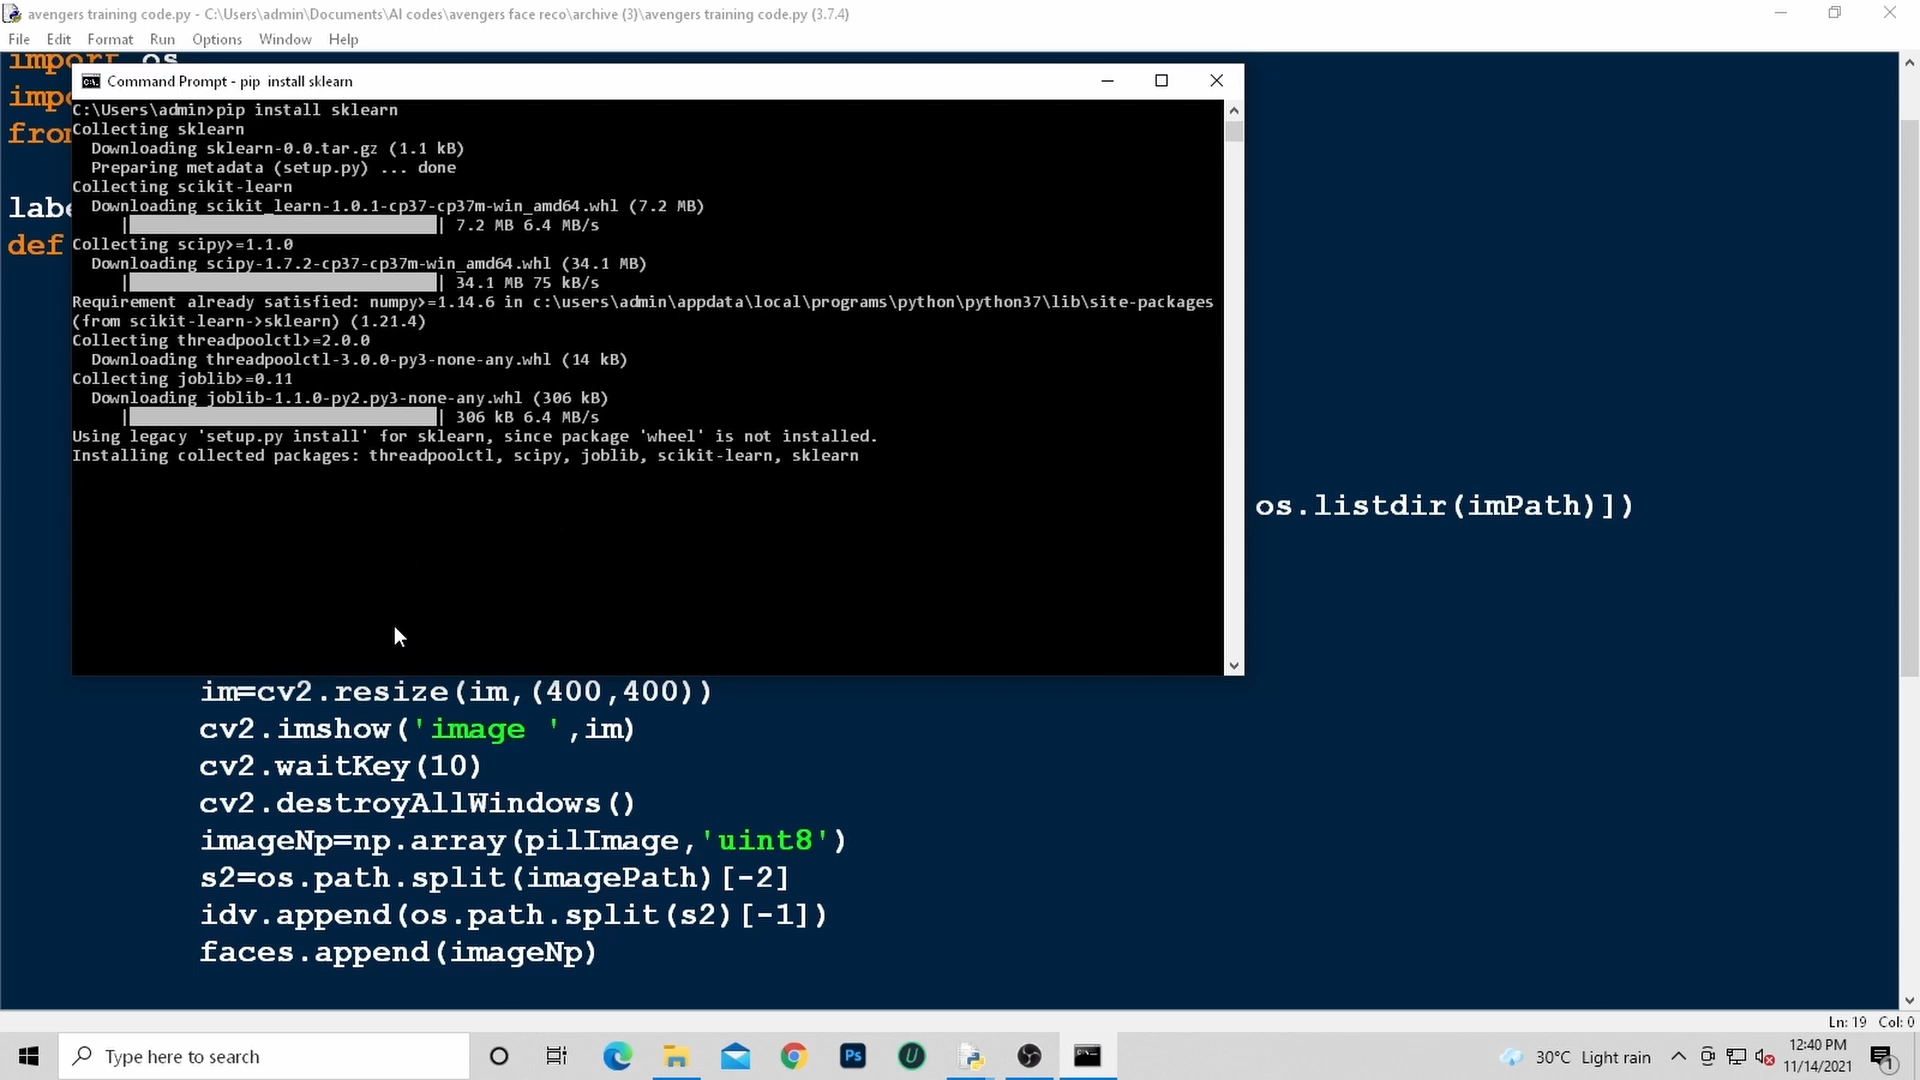 avengers training code.py - C:\Users\admin\Documents\AI codes\avengers face reco\archive (3)\avengers training code.py (3.7.4)
File Edit Format Run Options Window Help
import os
Command Prompt - pip  install sklearn
C:\Users\admin>pip install sklearn
Collecting sklearn
Downloading sklearn-0.0.tar.gz (1.1 kB)
Preparing metadata (setup.py) ... done
Collecting scikit-learn
Downloading scikit_learn-1.0.1-cp37-cp37m-win_amd64.whl (7.2 MB)
| | 7.2 MB 6.4 MB/s
def Collecting scipy>=1.1.0
Downloading scipy-1.7.2-cp37-cp37m-win_amd64.whl (34.1 MB)
| | 34.1 MB 75 kB/s
Requirement already satisfied: numpy>=1.14.6 in c:\users\admin\appdata\local\programs\python\python37\lib\site-packages
(from scikit-learn->sklearn) (1.21.4)
Collecting threadpoolctl>=2.0.0
Downloading threadpoolctl-3.0.0-py3-none-any.whl (14 kB)
Collecting joblib>=0.11
Downloading joblib-1.1.0-py2.py3-none-any.whl (306 kB)
| | 306 kB 6.4 MB/s
Using legacy 'setup.py install' for sklearn, since package 'wheel' is not installed.
Installing collected packages: threadpoolctl, scipy, joblib, scikit-learn, sklearn
os.listdir(imPath)])
im=cv2.resize(im,(400,400))
cv2.imshow('image ',im)
cv2.waitKey(10)
cv2.destroyAllWindows()
imageNp=np.array(pilImage,'uint8')
s2=os.path.split(imagePath)[-2]
idv.append(os.path.split(s2)[-1])
faces.append(imageNp)
Ln: 19 Col: 0
Type here to search
Ps
U
30°C Light rain
12:40 PM
11/14/2021
1